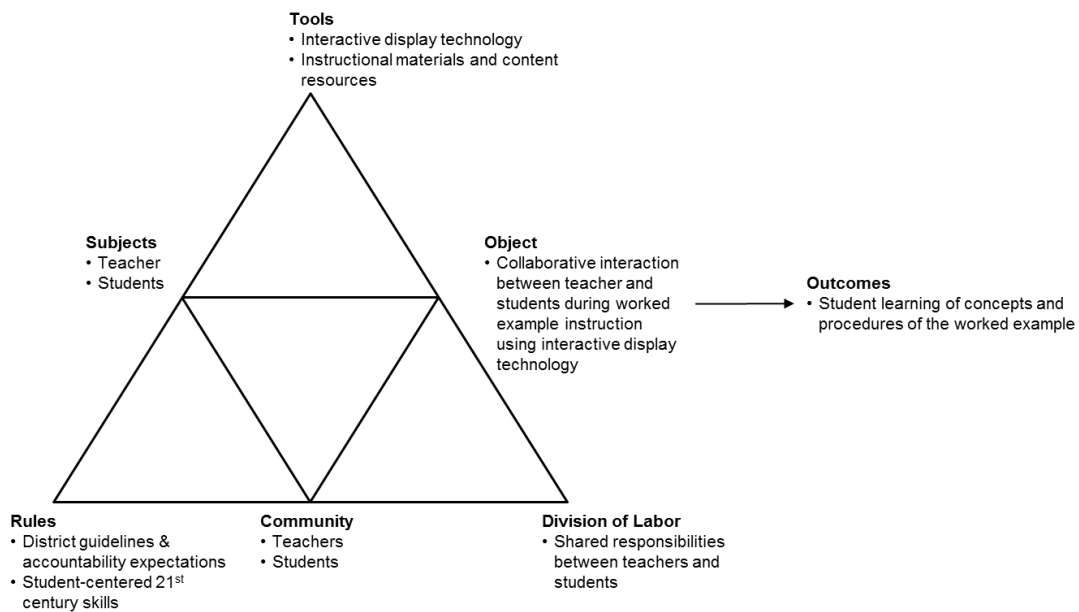 Tools
• Interactive display technology
• Instructional materials and content
resources
Subjects
• Teacher
• Students
Object
• Collaborative interaction
between teacher and
students during worked
example instruction
using interactive display
technology
Outcomes
• Student learning of concepts and
procedures of the worked example
Rules
• District guidelines &
accountability expectations
• Student-centered 21st
century skills
Community
• Teachers
• Students
Division of Labor
• Shared responsibilities
between teachers and
students